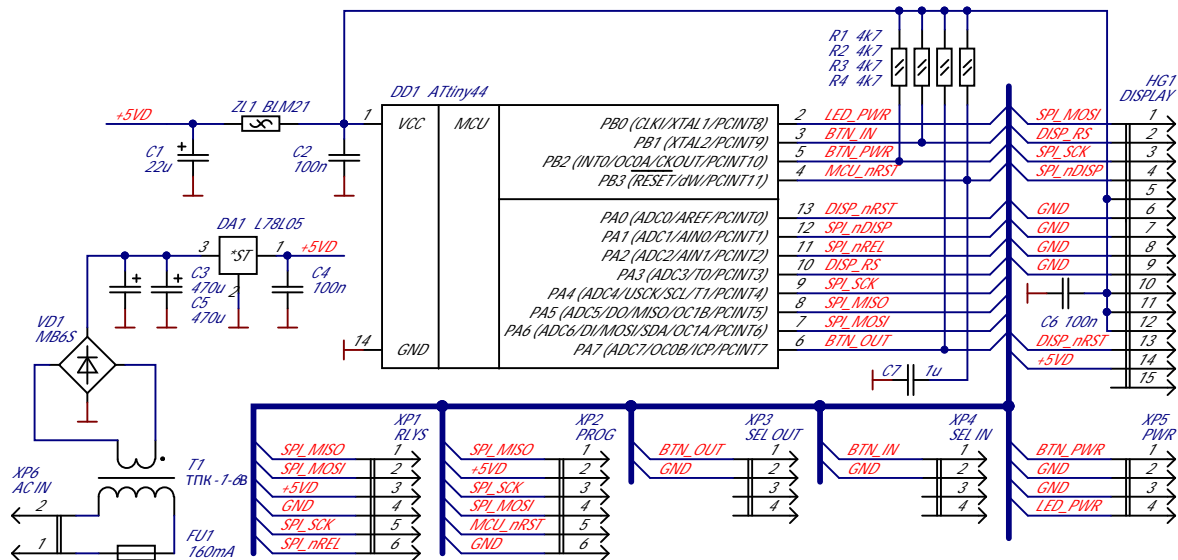 R1 4k7
R2 4k7
R3 4k7
R4 4k7
HG1
DISPLAY
DD1 ATtiny44
ZL1 BLM21
+5VD
C1
22u
C2
100n
1
VCC
MCU
14
GND
PB0 (CLKI/XTAL1/PCINT8)
2
LED_PWR
PB1 (XTAL2/PCINT9)
3
BTN_IN
PB2 (INT0/OC0A/CKOUT/PCINT10)
5
BTN_PWR
PB3 (RESET/dW/PCINT11)
4
MCU_nRST
PA0 (ADC0/AREF/PCINT0)
13
DISP_nRST
PA1 (ADC1/AIN0/PCINT1)
12
SPI_nDISP
PA2 (ADC2/AIN1/PCINT2)
11
SPI_nREL
PA3 (ADC3/T0/PCINT3)
10
DISP_RS
PA4 (ADC4/USCK/SCL/T1/PCINT4)
9
SPI_SCK
PA5 (ADC5/DO/MISO/OC1B/PCINT5)
8
SPI_MISO
PA6 (ADC6/DI/MOSI/SDA/OC1A/PCINT6)
7
SPI_MOSI
PA7 (ADC7/OC0B/ICP/PCINT7
6
BTN_OUT
SPI_MOSI
1
DISP_RS
2
SPI_SCK
3
SPI_nDISP
4
5
GND
6
GND
7
GND
8
GND
9
10
11
12
DISP_nRST
13
+5VD
14
15
C6 100n
C7
1u
DA1 L78L05
3
*ST
1
+5VD
2
C3
470u
C5
470u
C4
100n
VD1
MB6S
T1
ТПК-1-6В
XP6
AC IN
2
1
FU1
160mA
XP1
RLYS
SPI_MISO
1
SPI_MOSI
2
+5VD
3
GND
4
SPI_SCK
5
SPI_nREL
6
XP2
PROG
SPI_MISO
1
+5VD
2
SPI_SCK
3
SPI_MOSI
4
MCU_nRST
5
GND
6
XP3
SEL OUT
BTN_OUT
1
GND
2
3
4
XP4
SEL IN
BTN_IN
1
GND
2
3
4
XP5
PWR
BTN_PWR
1
GND
2
GND
3
LED_PWR
4